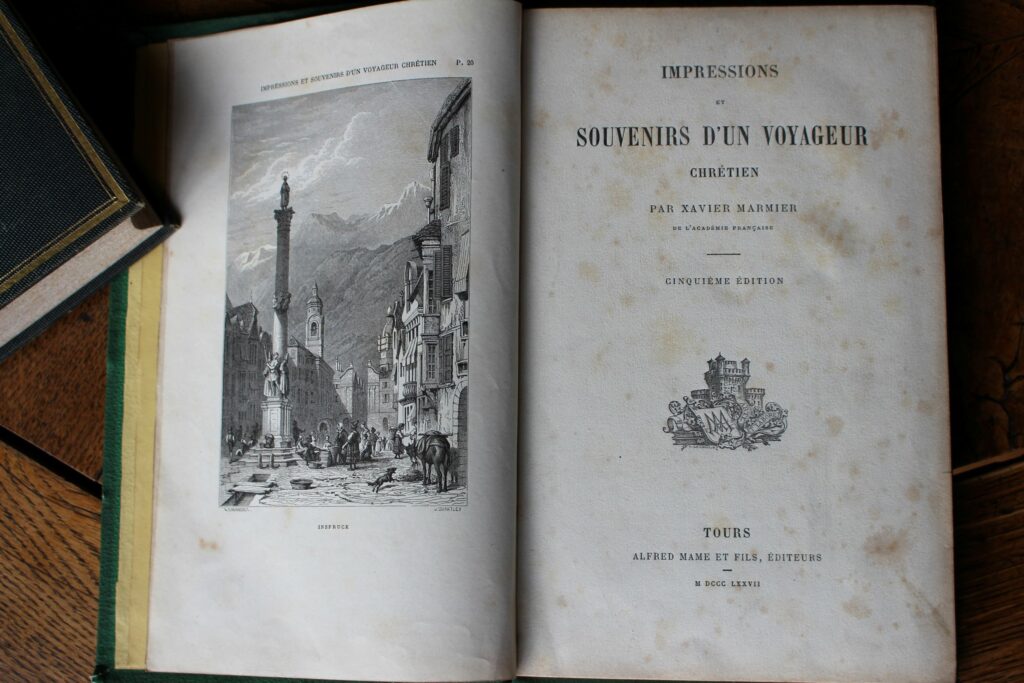 IMPRESSIONS ET SOUVENIRS D'UN VOYAGEUR CHRÉTIEN P. 20
INSPRUCK
IMPRESSIONS
ET
SOUVENIRS D'UN VOYAGEUR
CHRÉTIEN
PAR XAVIER MARMIER
DE L'ACADÉMIE FRANÇAISE
CINQUIÈME ÉDITION
TOURS
ALFRED MAME ET FILS, ÉDITEURS
M DCCC LXXVII